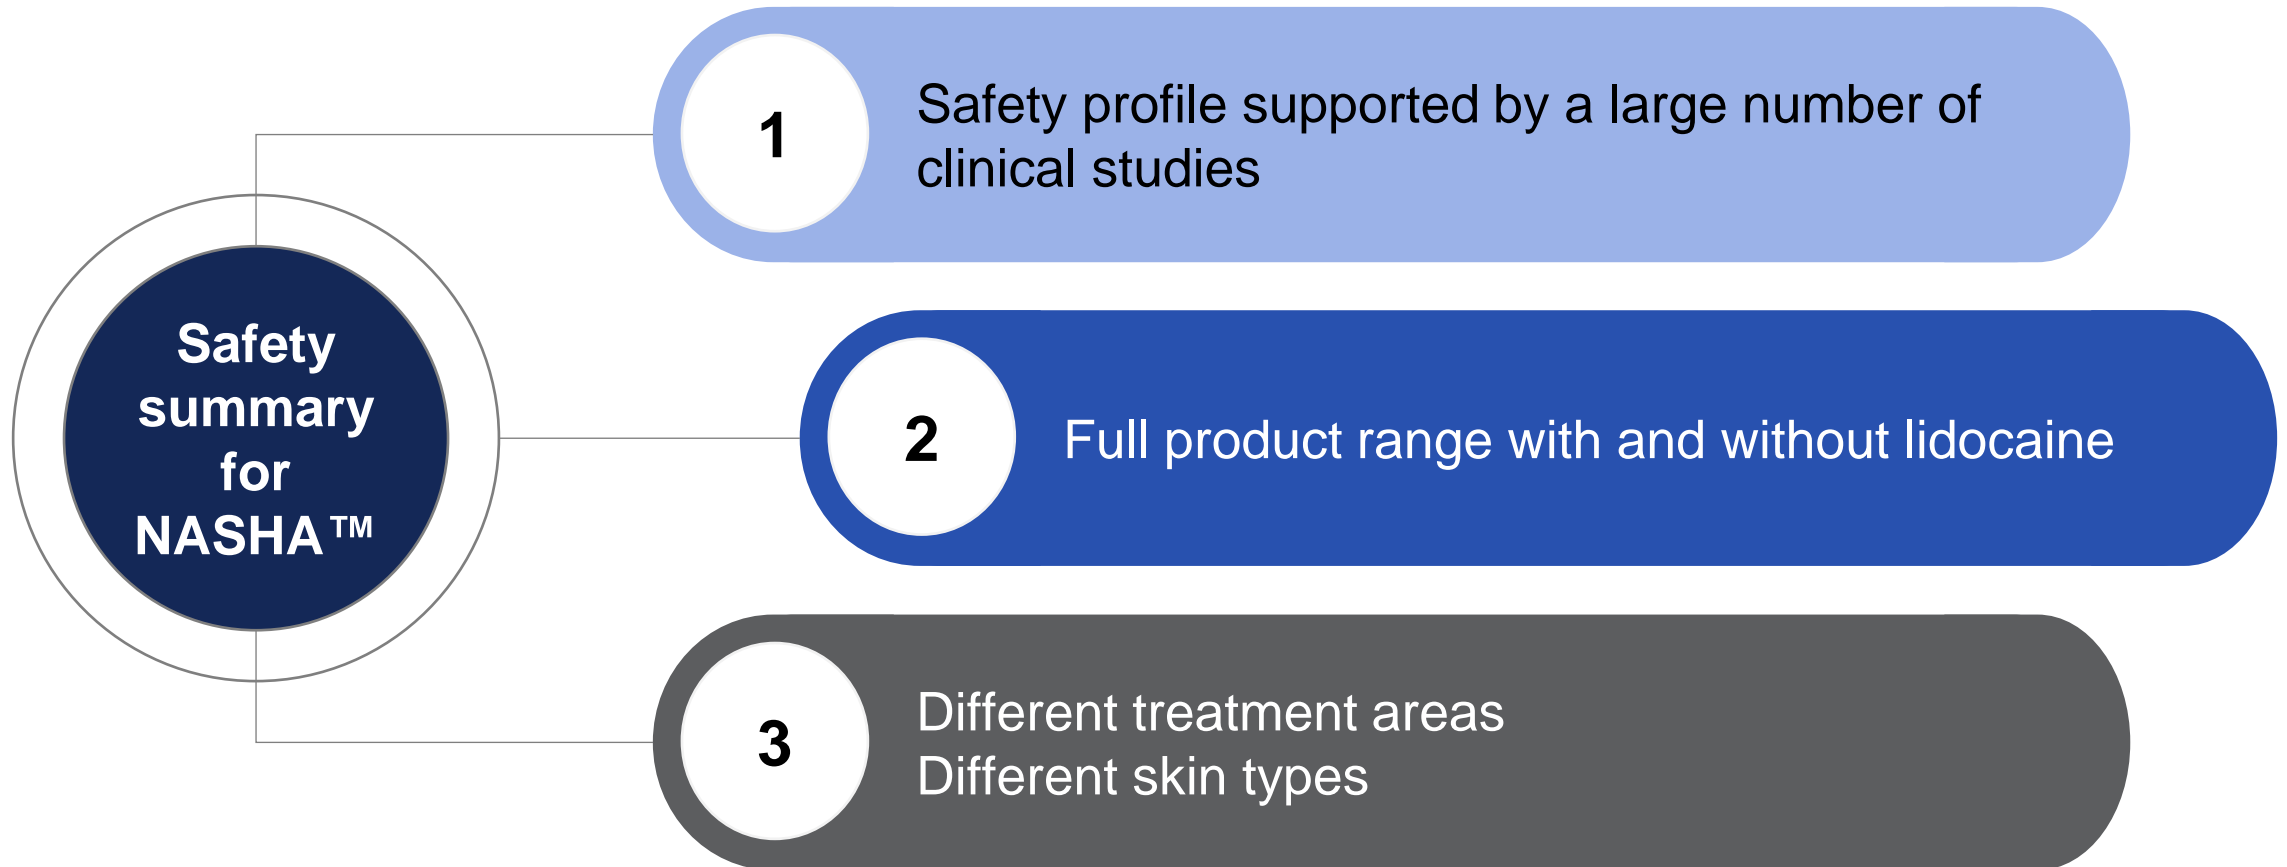 Safety
summary
for
NASHA™
1
Safety profile supported by a large number of
clinical studies
2
Full product range with and without lidocaine
3
Different treatment areas
Different skin types